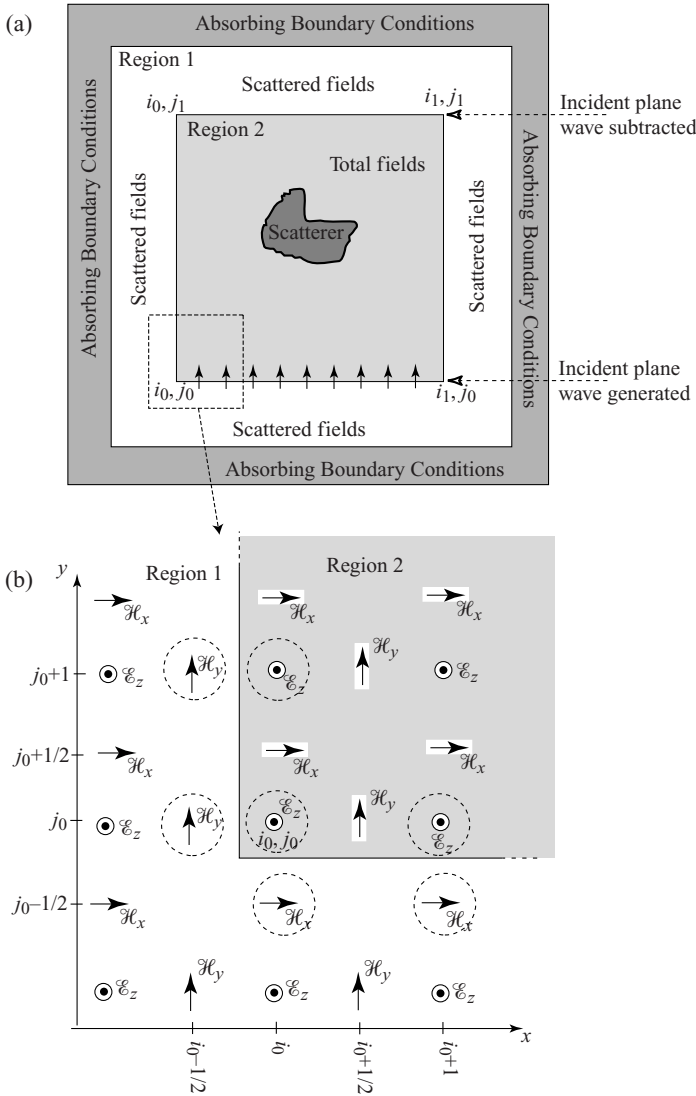 (a)
Absorbing Boundary Conditions
Region 1
Scattered fields
i₀, j₁
i₁, j₁
Incident plane
wave subtracted
Region 2
Total fields
Absorbing Boundary Conditions
Scattered fields
Scatterer
Scattered fields
Absorbing Boundary Conditions
i₀, j₀
i₁, j₀
Incident plane
wave generated
Scattered fields
Absorbing Boundary Conditions
(b)
y
Region 1
Region 2
ℋx
ℋx
ℋx
j₀+1
ℰz
ℋy
ℰz
ℋy
ℰz
j₀+1/2
ℋx
ℋx
ℋx
j₀
ℰz
ℋy
ℰz
i₀, j₀
ℋy
ℰz
j₀−1/2
ℋx
ℋx
ℋx
ℰz
ℋy
ℰz
ℋy
ℰz
x
i₀−1/2
i₀
i₀+1/2
i₀+1